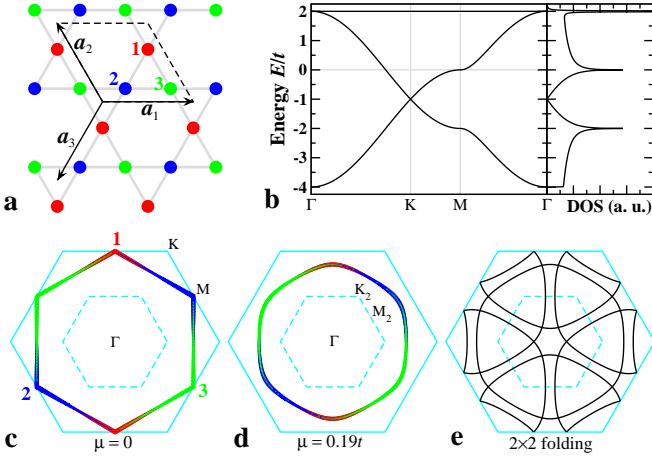 a₂
1
2
3
a₁
a₃
a
Energy E/t
2
1
0
-1
-2
-3
-4
Γ
K
M
Γ
DOS (a. u.)
b
1
K
M
Γ
2
3
c
μ = 0
K₂
M₂
Γ
d
μ = 0.19t
e
2×2 folding